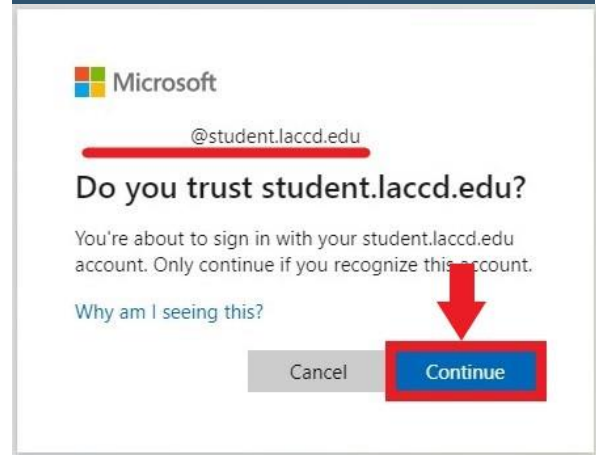 Microsoft
@student.laccd.edu
Do you trust student.laccd.edu?
You're about to sign in with your student.laccd.edu
account. Only continue if you recognize this account.
Why am I seeing this?
Cancel Continue